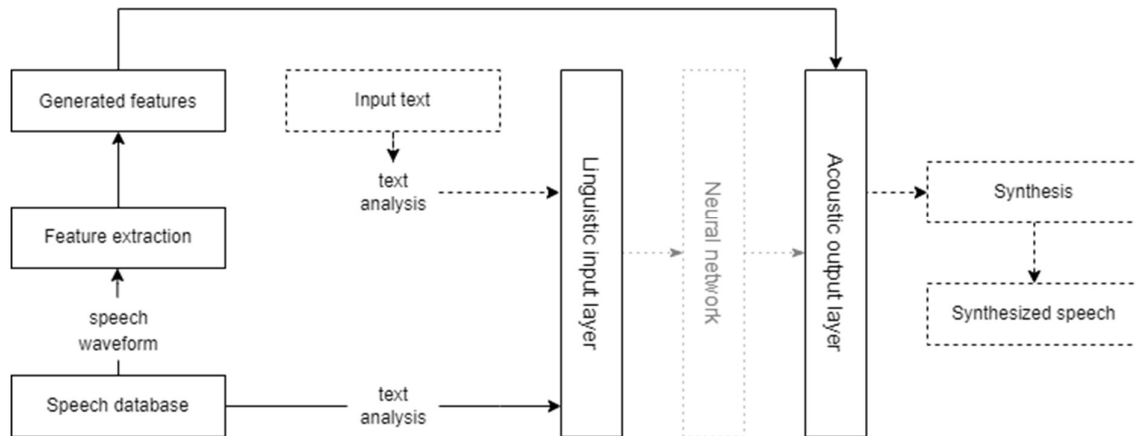 Generated features
Input text
text
analysis
Feature extraction
speech
waveform
Speech database
text
analysis
Linguistic input layer
Neural network
Acoustic output layer
Synthesis
Synthesized speech